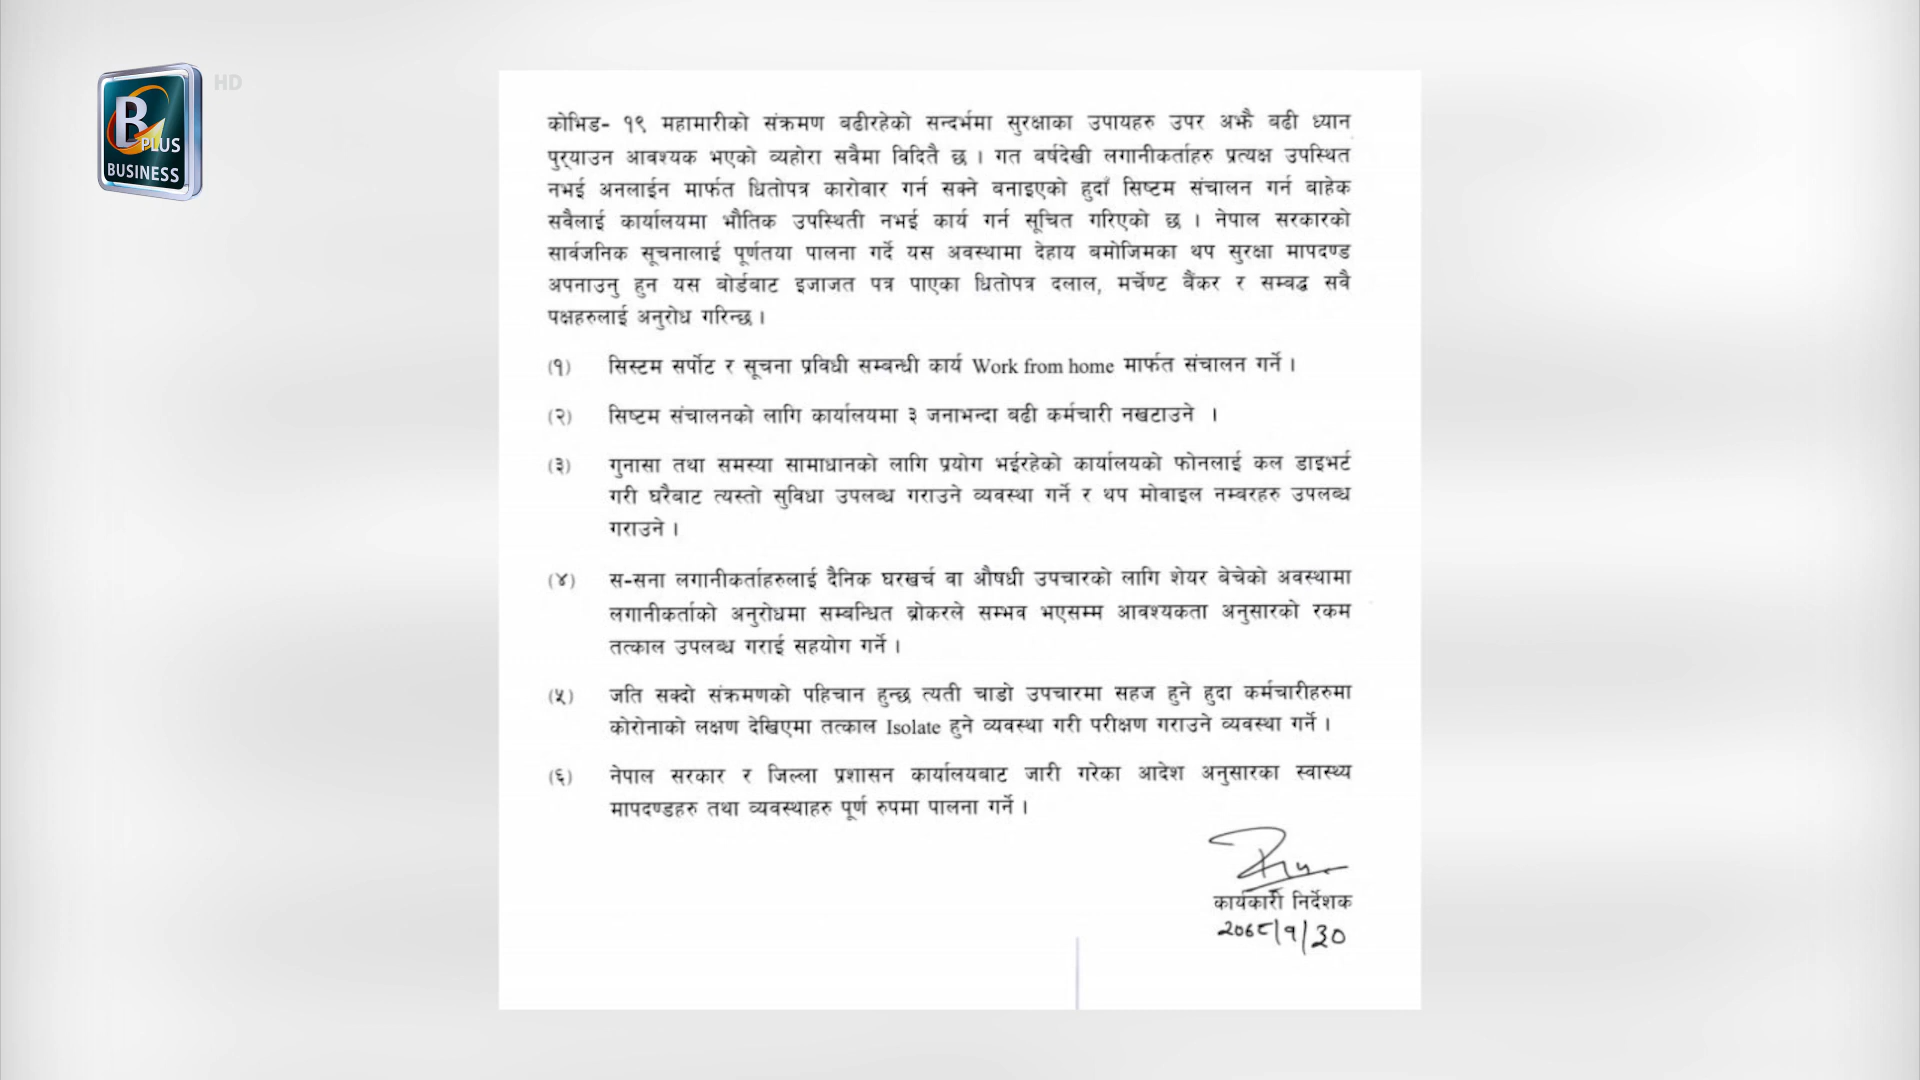 B PLUS
BUSINESS
HD
कोभिड- १९ महामारीको संक्रमण बढीरहेको सन्दर्भमा सुरक्षाका उपायहरु उपर अझै बढी ध्यान
पुर्‍याउन आवश्यक भएको व्यहोरा सवैमा विदितै छ । गत बर्षदेखी लगानीकर्ताहरु प्रत्यक्ष उपस्थित
नभई अनलाईन मार्फत धितोपत्र कारोवार गर्न सक्ने बनाइएको हुदाँ सिष्टम संचालन गर्न बाहेक
सवैलाई कार्यालयमा भौतिक उपस्थिती नभई कार्य गर्न सूचित गरिएको छ । नेपाल सरकारको
सार्वजनिक सूचनालाई पूर्णतया पालना गर्दे यस अवस्थामा देहाय बमोजिमका थप सुरक्षा मापदण्ड
अपनाउनु हुन यस बोर्डबाट इजाजत पत्र पाएका धितोपत्र दलाल, मर्चेण्ट बैंकर र सम्बद्ध सवै
पक्षहरुलाई अनुरोध गरिन्छ ।
(१) सिस्टम सर्पोट र सूचना प्रविधी सम्बन्धी कार्य Work from home मार्फत संचालन गर्ने ।
(२) सिष्टम संचालनको लागि कार्यालयमा ३ जनाभन्दा बढी कर्मचारी नखटाउने ।
(३) गुनासा तथा समस्या सामाधानको लागि प्रयोग भईरहेको कार्यालयको फोनलाई कल डाइभर्ट
गरी घरैबाट त्यस्तो सुविधा उपलब्ध गराउने व्यवस्था गर्ने र थप मोवाइल नम्बरहरु उपलब्ध
गराउने ।
(४) स-सना लगानीकर्ताहरुलाई दैनिक घरखर्च वा औषधी उपचारको लागि शेयर बेचेको अवस्थामा
लगानीकर्ताको अनुरोधमा सम्बन्धित ब्रोकरले सम्भव भएसम्म आवश्यकता अनुसारको रकम
तत्काल उपलब्ध गराई सहयोग गर्ने ।
(५) जति सक्दो संक्रमणको पहिचान हुन्छ त्यती चाडो उपचारमा सहज हुने हुदा कर्मचारीहरुमा
कोरोनाको लक्षण देखिएमा तत्काल Isolate हुने व्यवस्था गरी परीक्षण गराउने व्यवस्था गर्ने ।
(६) नेपाल सरकार र जिल्ला प्रशासन कार्यालयबाट जारी गरेका आदेश अनुसारका स्वास्थ्य
मापदण्डहरु तथा व्यवस्थाहरु पूर्ण रुपमा पालना गर्ने ।
कार्यकारी निर्देशक
२०७८/१/३०